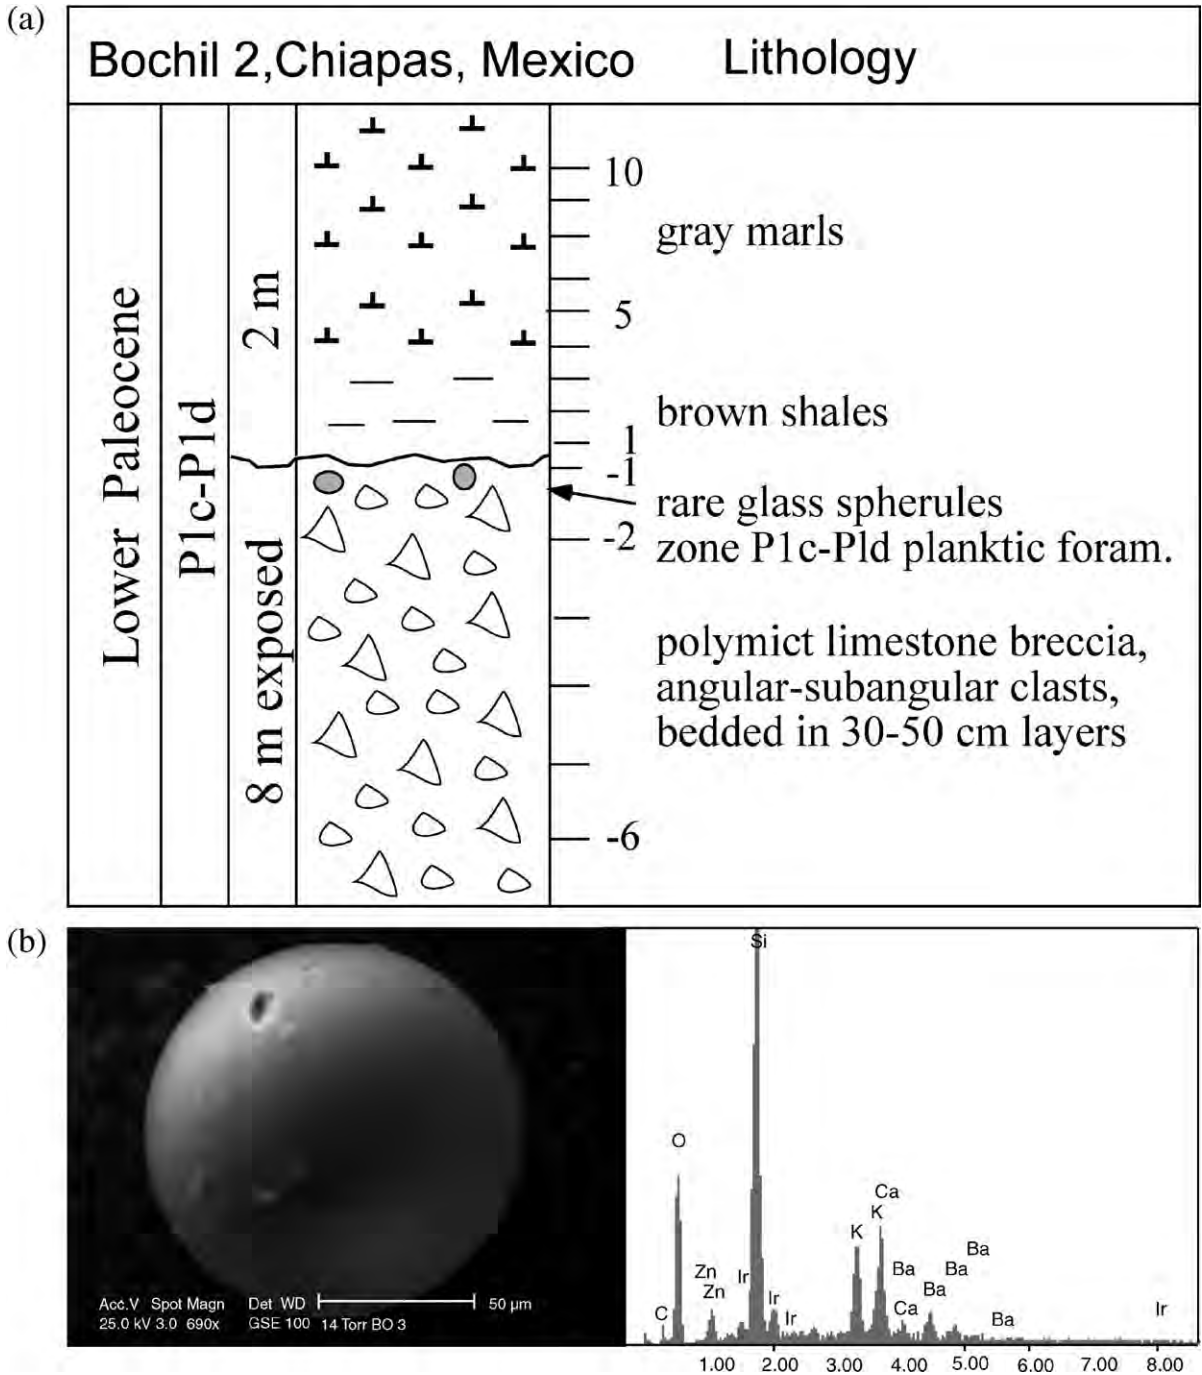 (a)
Bochil 2,Chiapas, Mexico Lithology
Lower Paleocene
P1c-P1d
2 m
8 m exposed
10
gray marls
5
brown shales
1
-1
rare glass spherules
-2
zone P1c-Pld planktic foram.
polymict limestone breccia,
angular-subangular clasts,
bedded in 30-50 cm layers
-6
(b)
Acc.V Spot Magn Det WD 50 µm
25.0 kV 3.0 690x GSE 100 14 Torr BO 3
Si
O
Ca
K K
Zn Ir Ba Ba Ba
Zn Ir Ba
C Ir Ca Ba Ir
1.00 2.00 3.00 4.00 5.00 6.00 7.00 8.00